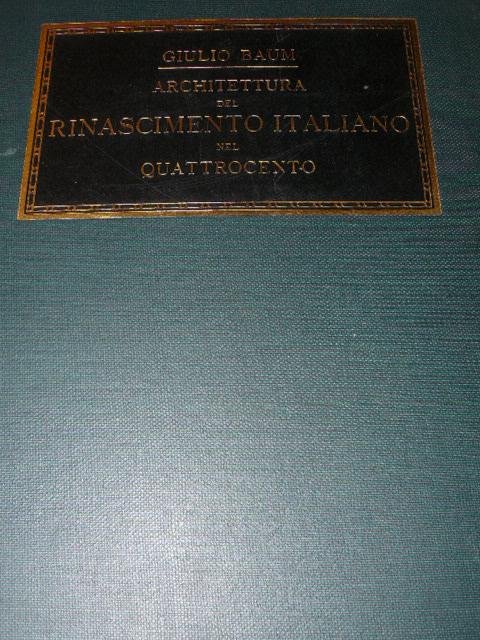 GIULIO BAUM
ARCHITETTURA
DEL
RINASCIMENTO ITALIANO
NEL
QUATTROCENTO